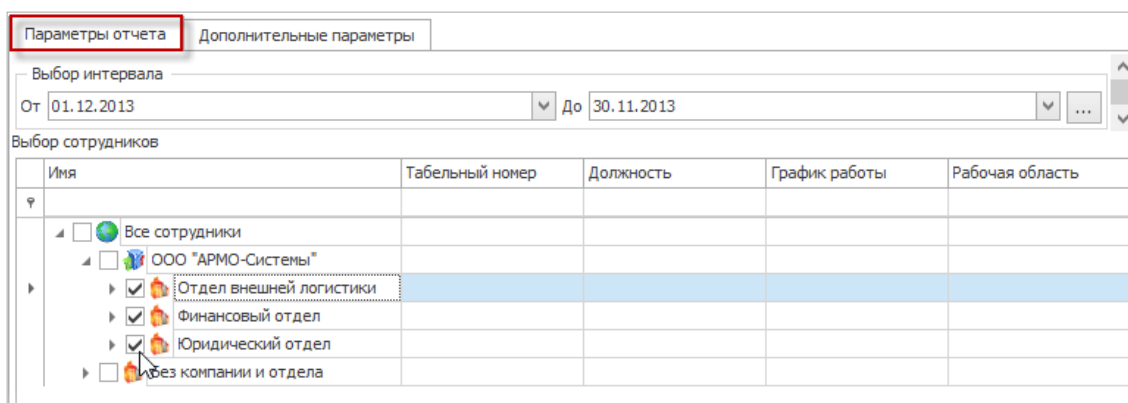 Параметры отчета Дополнительные параметры
Выбор интервала
От 01.12.2013 До 30.11.2013 ...
Выбор сотрудников
Имя Табельный номер Должность График работы Рабочая область
Все сотрудники
ООО "АРМО-Системы"
Отдел внешней логистики
Финансовый отдел
Юридический отдел
Без компании и отдела